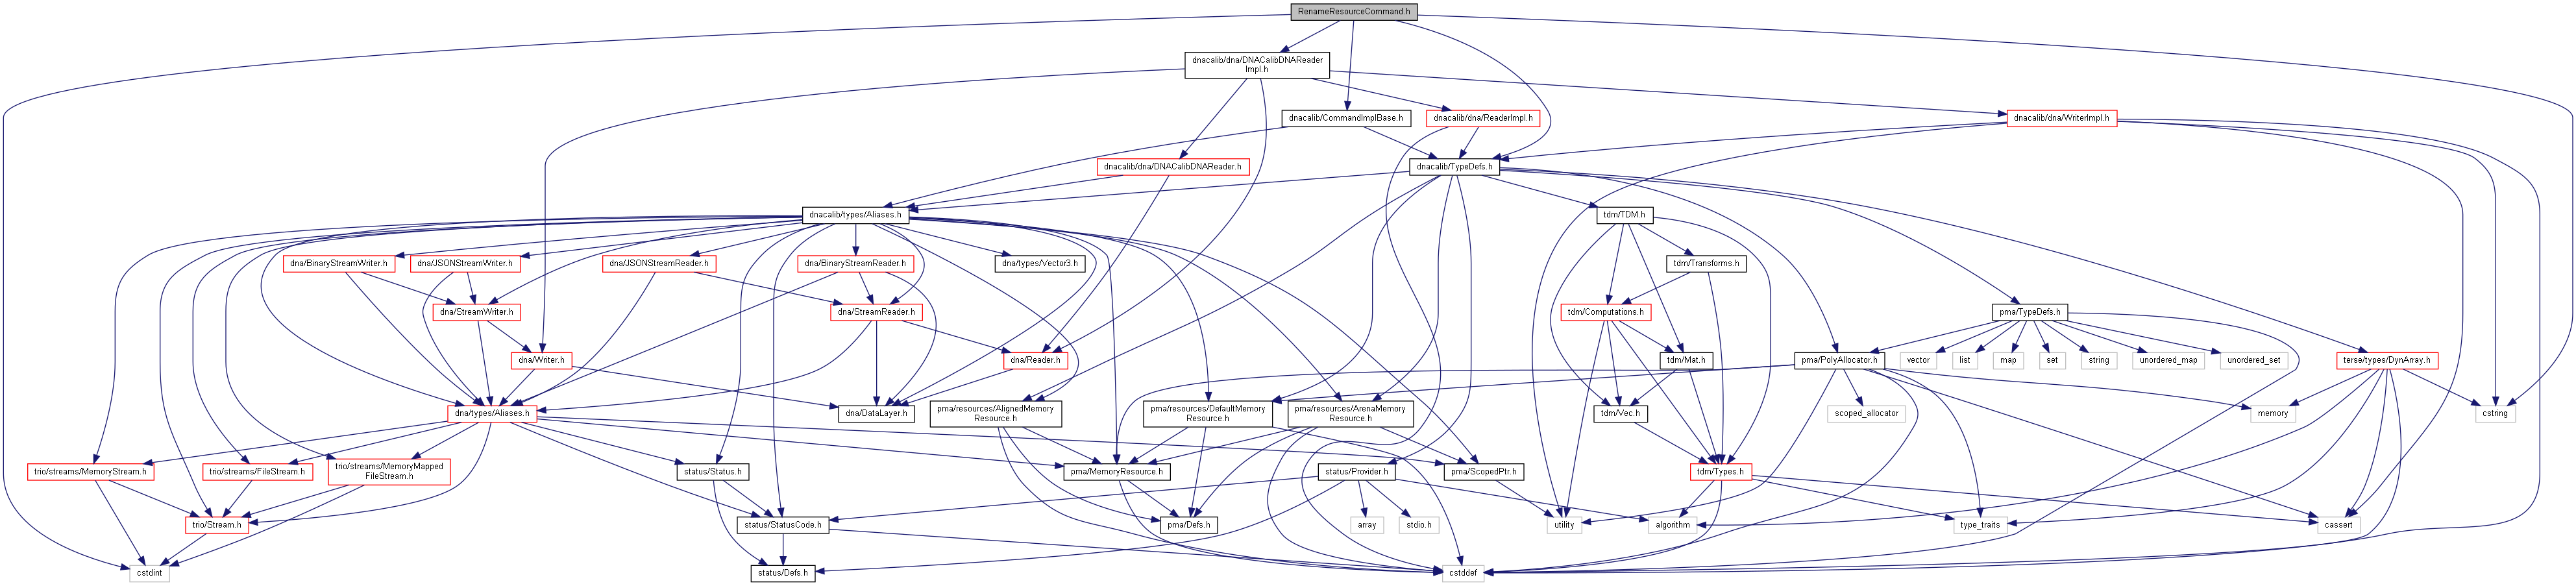 RenameResourceCommand.h
dnacalib/dna/DNACalibDNAReader
Impl.h
dnacalib/CommandImplBase.h
dnacalib/dna/ReaderImpl.h
dnacalib/dna/WriterImpl.h
dnacalib/dna/DNACalibDNAReader.h
dnacalib/TypeDefs.h
dnacalib/types/Aliases.h
tdm/TDM.h
dna/BinaryStreamWriter.h
dna/JSONStreamWriter.h
dna/JSONStreamReader.h
dna/BinaryStreamReader.h
dna/types/Vector3.h
tdm/Transforms.h
dna/StreamWriter.h
dna/StreamReader.h
tdm/Computations.h
pma/TypeDefs.h
dna/Writer.h
dna/Reader.h
tdm/Mat.h
pma/PolyAllocator.h
vector
list
map
set
string
unordered_map
unordered_set
terse/types/DynArray.h
dna/types/Aliases.h
dna/DataLayer.h
pma/resources/AlignedMemory
Resource.h
pma/resources/DefaultMemory
Resource.h
pma/resources/ArenaMemory
Resource.h
tdm/Vec.h
scoped_allocator
memory
cstring
trio/streams/MemoryStream.h
trio/streams/FileStream.h
trio/streams/MemoryMapped
FileStream.h
status/Status.h
pma/MemoryResource.h
status/Provider.h
pma/ScopedPtr.h
tdm/Types.h
trio/Stream.h
status/StatusCode.h
pma/Defs.h
array
stdio.h
utility
algorithm
type_traits
cassert
cstdint
status/Defs.h
cstddef